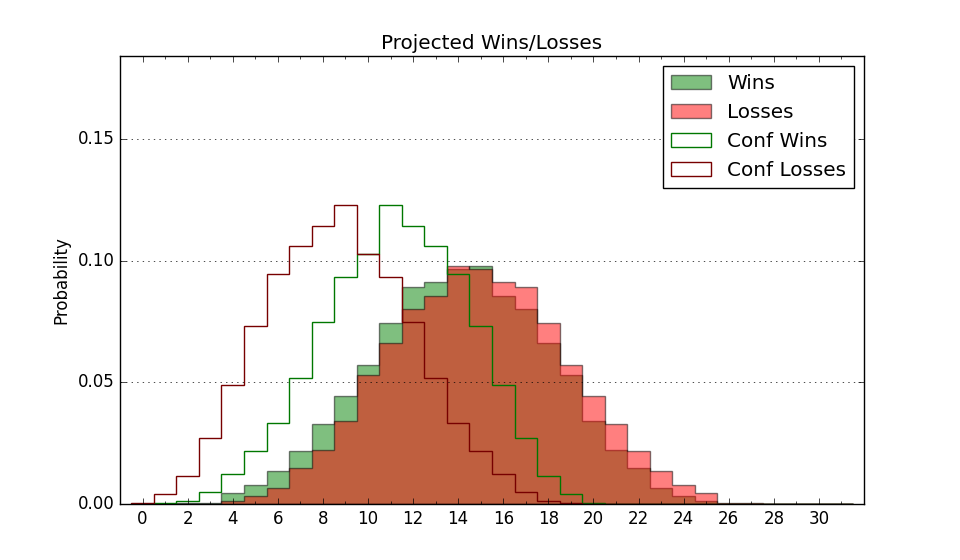 Projected Wins/Losses
Wins
Losses
Conf Wins
Conf Losses
Probability
0.15
0.10
0.05
0.00
0 2 4 6 8 10 12 14 16 18 20 22 24 26 28 30